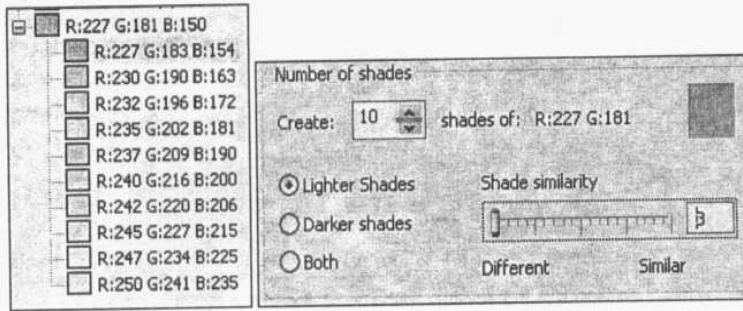 R:227 G:181 B:150
R:227 G:183 B:154
R:230 G:190 B:163
R:232 G:196 B:172
R:235 G:202 B:181
R:237 G:209 B:190
R:240 G:216 B:200
R:242 G:220 B:206
R:245 G:227 B:215
R:247 G:234 B:225
R:250 G:241 B:235
Number of shades
Create: 10 shades of: R:227 G:181
Lighter Shades
Shade similarity
Darker shades
Both
Different Similar